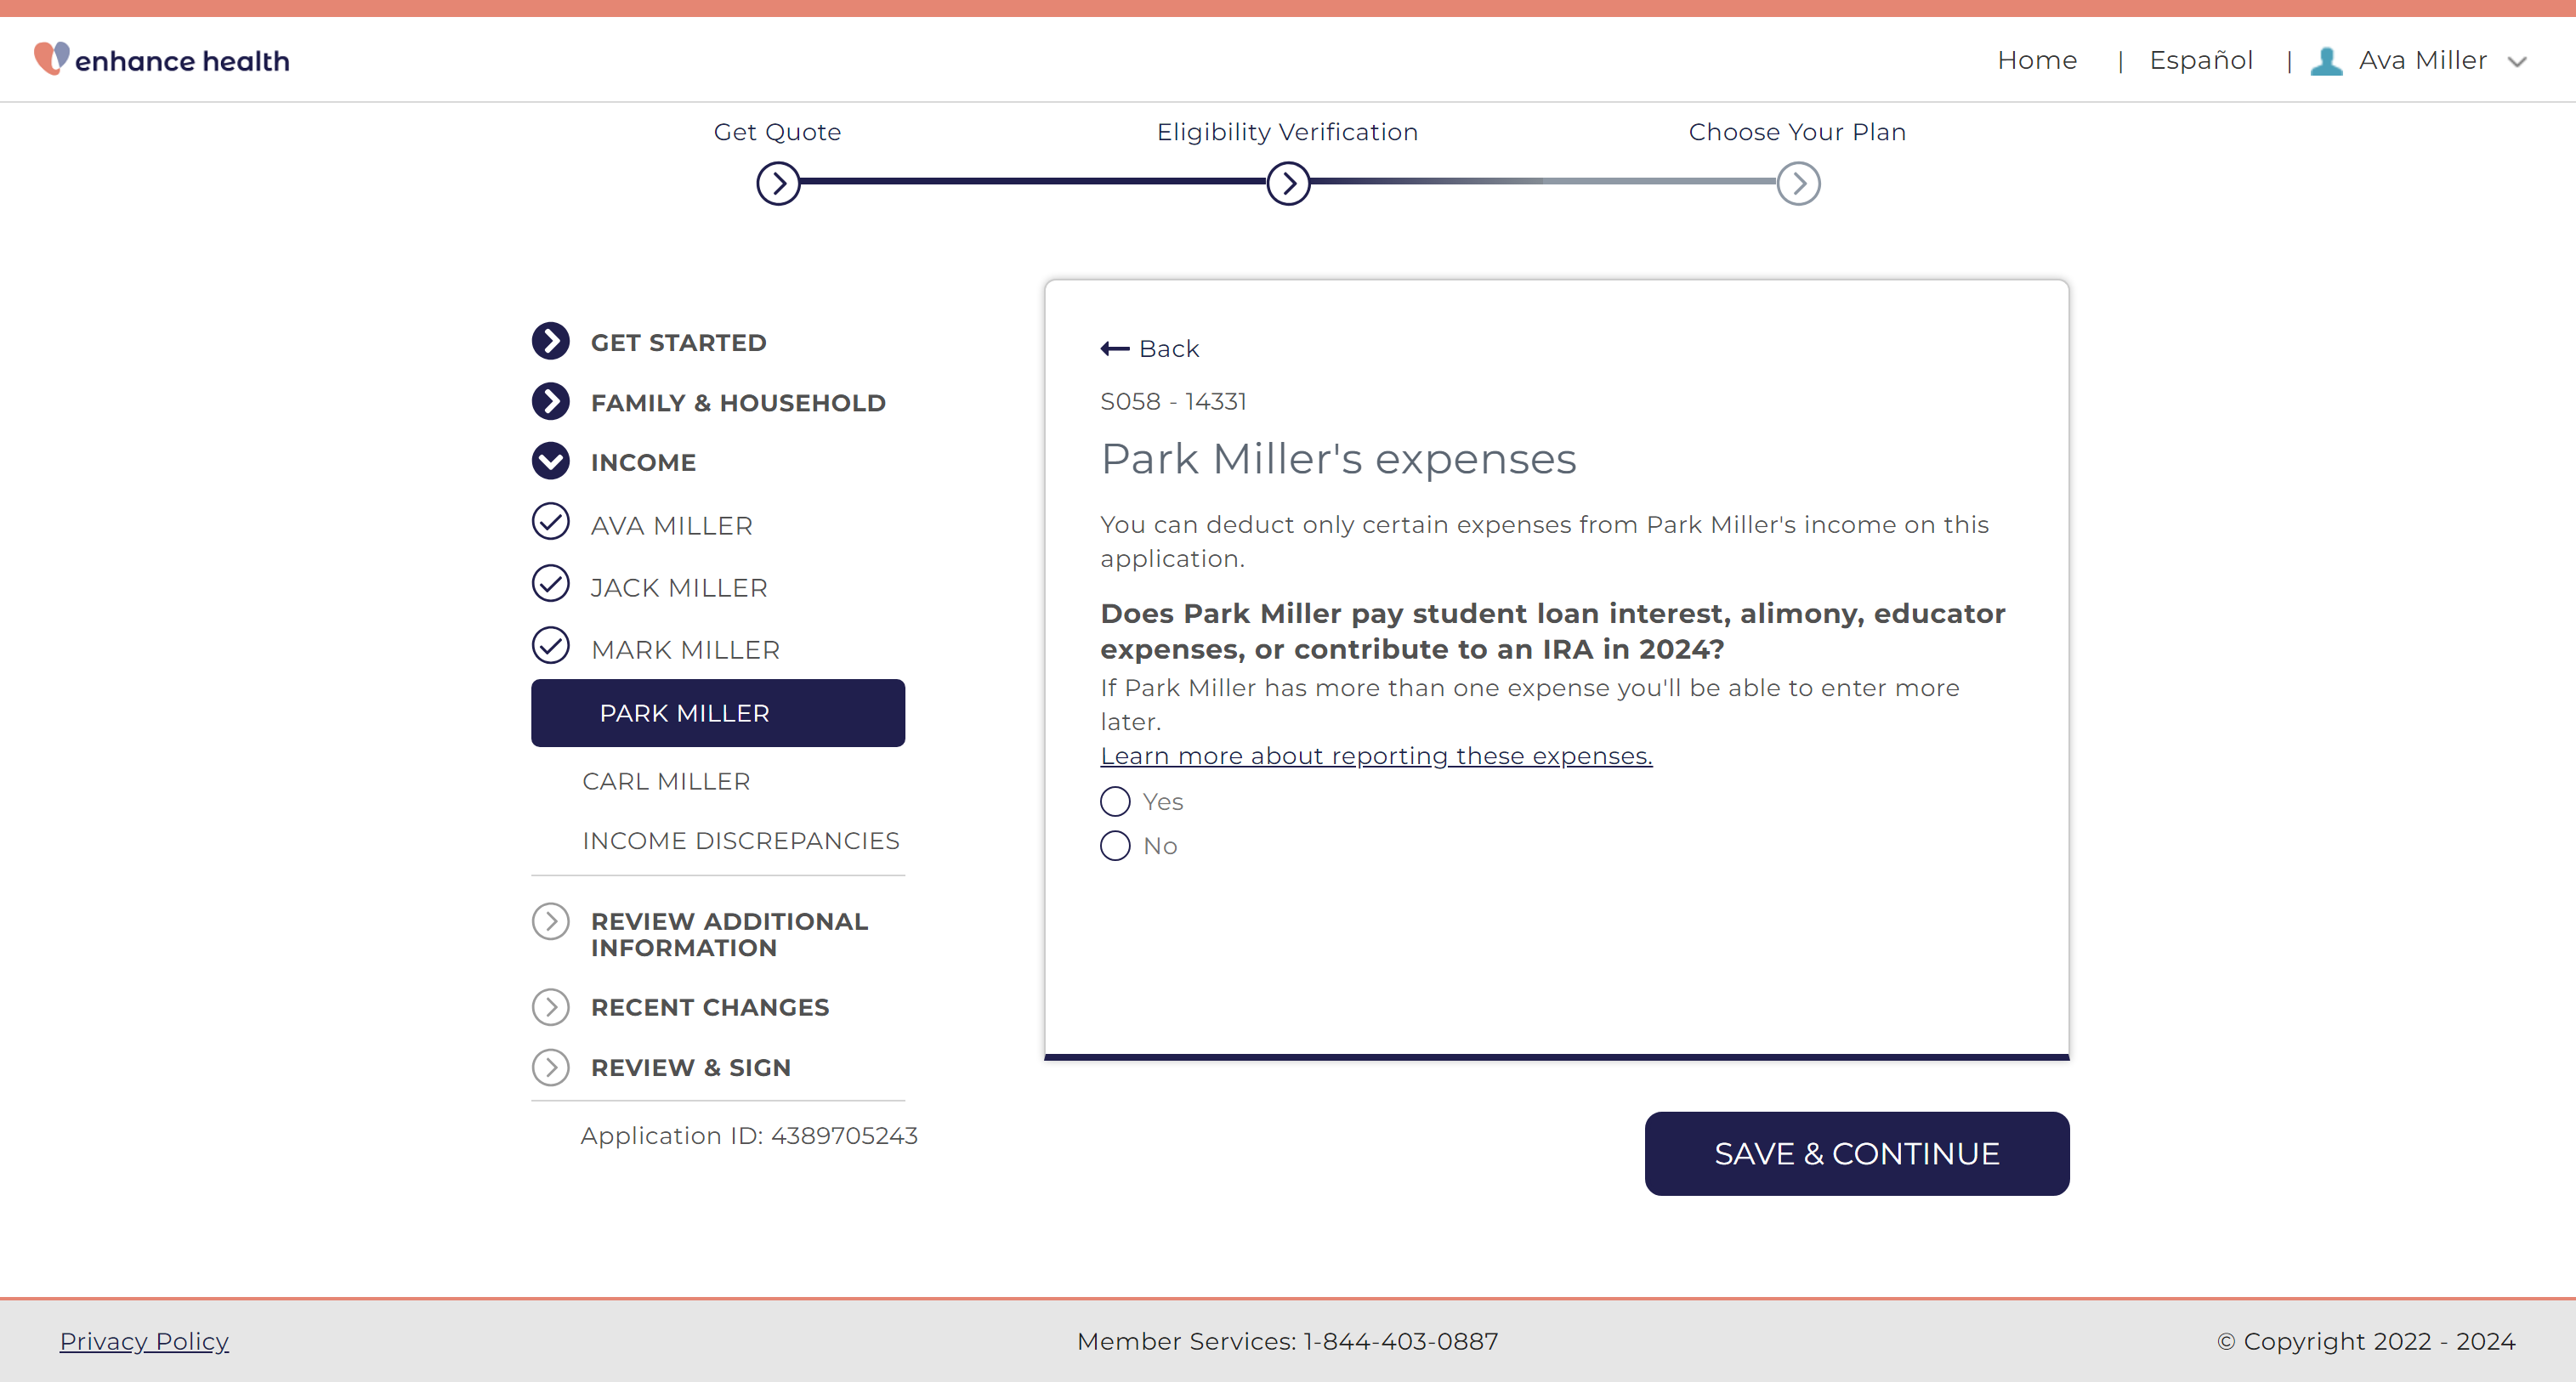 enhance health
Home | Español | Ava Miller
Get Quote
Eligibility Verification
Choose Your Plan
GET STARTED
FAMILY & HOUSEHOLD
INCOME
AVA MILLER
JACK MILLER
MARK MILLER
PARK MILLER
CARL MILLER
INCOME DISCREPANCIES
REVIEW ADDITIONAL
INFORMATION
RECENT CHANGES
REVIEW & SIGN
Application ID: 4389705243
Back
S058 - 14331
Park Miller's expenses
You can deduct only certain expenses from Park Miller's income on this
application.
Does Park Miller pay student loan interest, alimony, educator
expenses, or contribute to an IRA in 2024?
If Park Miller has more than one expense you'll be able to enter more
later.
Learn more about reporting these expenses.
Yes
No
SAVE & CONTINUE
Privacy Policy
Member Services: 1-844-403-0887
© Copyright 2022 - 2024